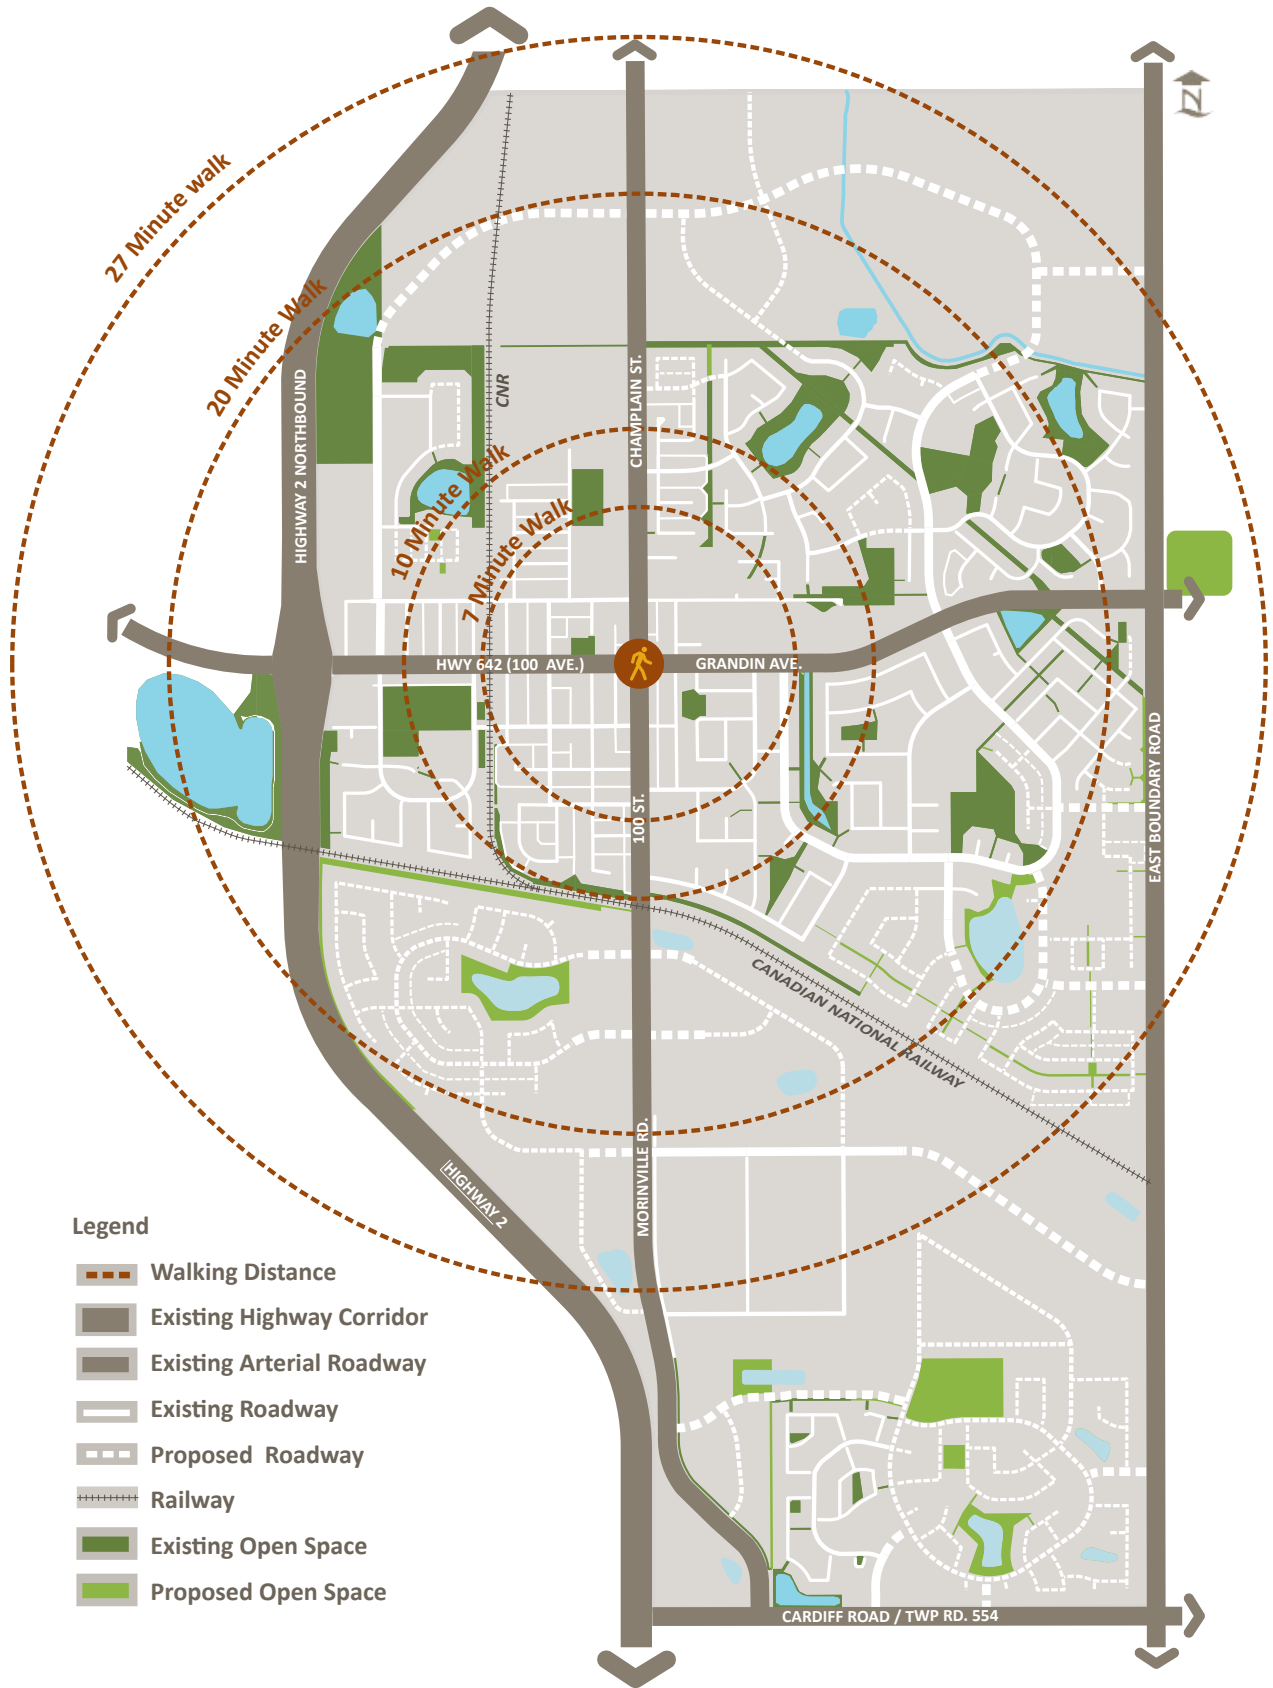 N
27 Minute walk
20 Minute Walk
10 Minute Walk
7 Minute Walk
HIGHWAY 2 NORTHBOUND
CNR
CHAMPLAIN ST.
HWY 642 (100 AVE.)
GRANDIN AVE.
100 ST.
EAST BOUNDARY ROAD
CANADIAN NATIONAL RAILWAY
MORINVILLE RD.
HIGHWAY 2
CARDIFF ROAD / TWP RD. 554
Legend
Walking Distance
Existing Highway Corridor
Existing Arterial Roadway
Existing Roadway
Proposed Roadway
Railway
Existing Open Space
Proposed Open Space